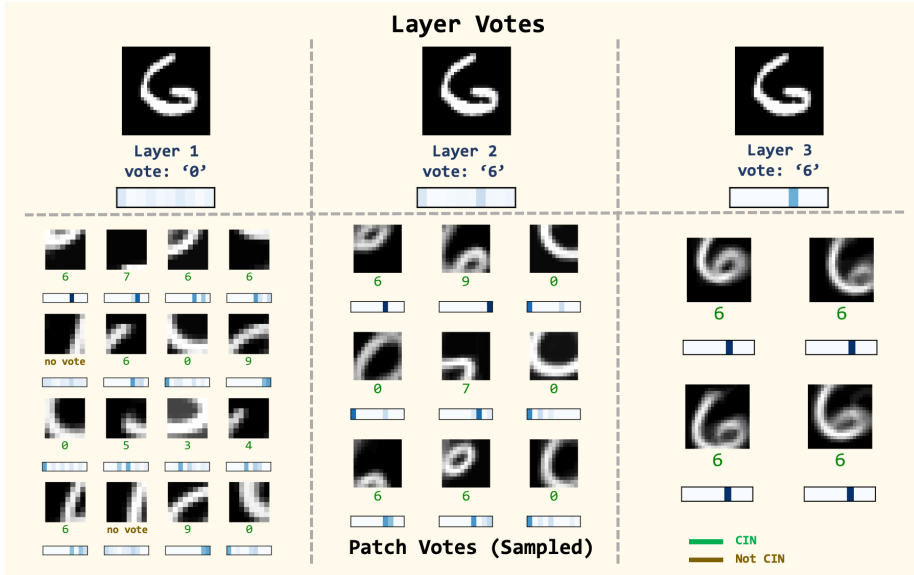 Layer Votes
Layer 1
vote: ‘0’
Layer 2
vote: ‘6’
Layer 3
vote: ‘6’
6 7 6 6
no vote 6 0 9
0 5 3 4
6 no vote 9 0
6 9 0
0 7 0
6 6 0
6 6
6 6
Patch Votes (Sampled)
CIN
Not CIN